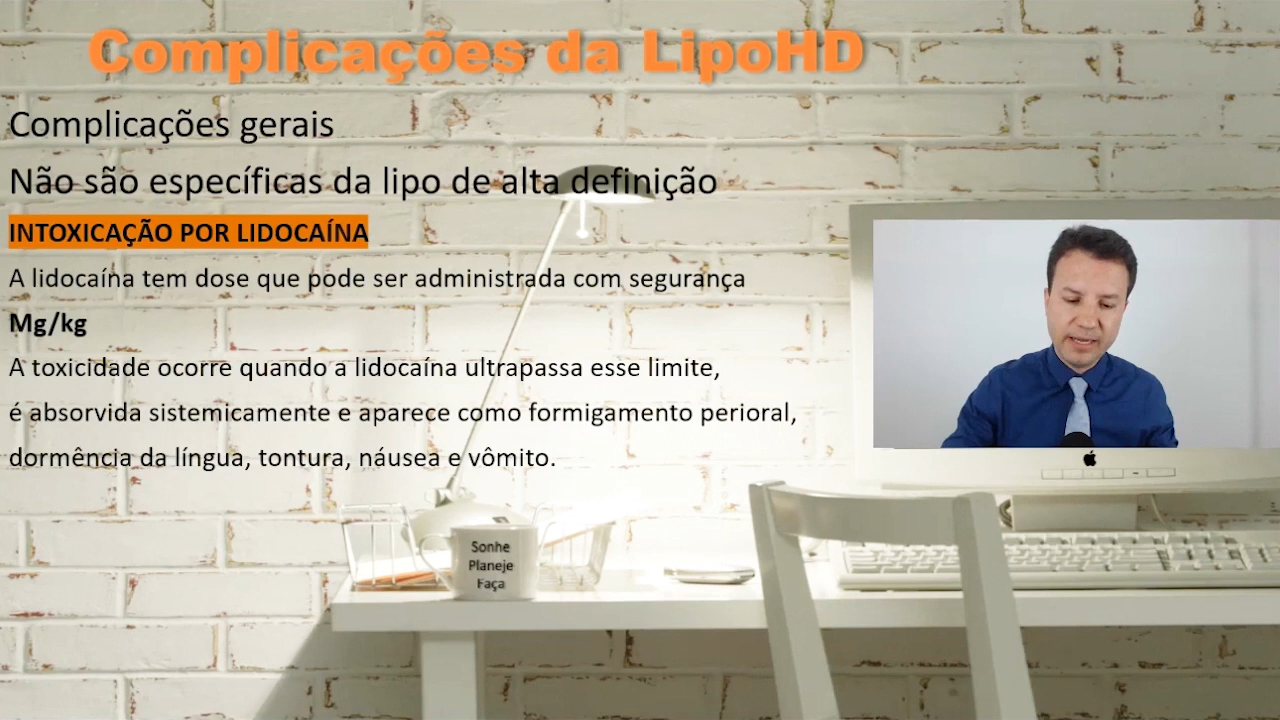 Complicações da LipoHD
Complicações gerais
Não são específicas da lipo de alta definição
INTOXICAÇÃO POR LIDOCAÍNA
A lidocaína tem dose que pode ser administrada com segurança
Mg/kg
A toxicidade ocorre quando a lidocaína ultrapassa esse limite,
é absorvida sistemicamente e aparece como formigamento perioral,
dormência da língua, tontura, náusea e vômito.
Sonhe
Planeje
Faça